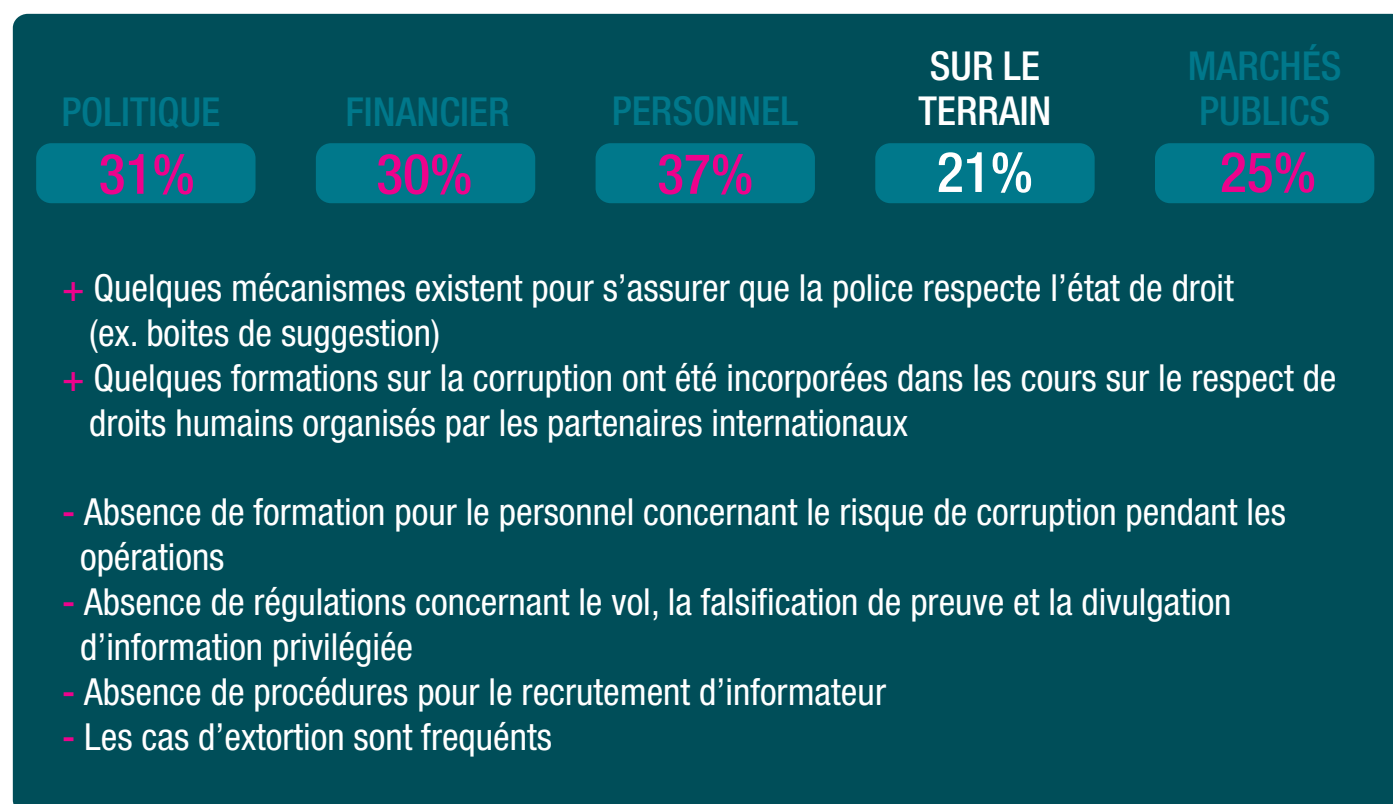 POLITIQUE
31%
FINANCIER
30%
PERSONNEL
37%
SUR LE
TERRAIN
21%
MARCHÉS
PUBLICS
25%
+ Quelques mécanismes existent pour s’assurer que la police respecte l’état de droit
(ex. boites de suggestion)
+ Quelques formations sur la corruption ont été incorporées dans les cours sur le respect de
droits humains organisés par les partenaires internationaux
- Absence de formation pour le personnel concernant le risque de corruption pendant les
opérations
- Absence de régulations concernant le vol, la falsification de preuve et la divulgation
d’information privilégiée
- Absence de procédures pour le recrutement d’informateur
- Les cas d’extortion sont frequénts